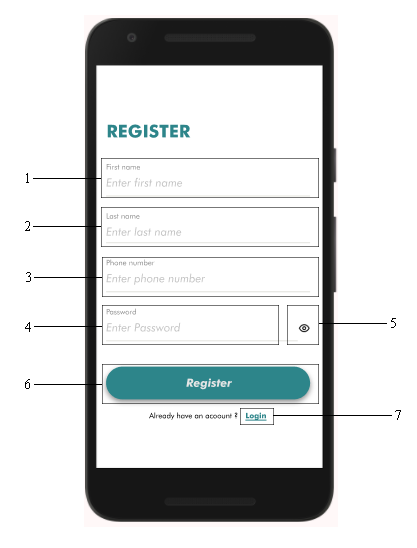 REGISTER
First name
1
Enter first name
Last name
2
Enter last name
Phone number
3
Enter phone number
Password
4
Enter Password
5
6
Register
Already have an acoount ? Login
7